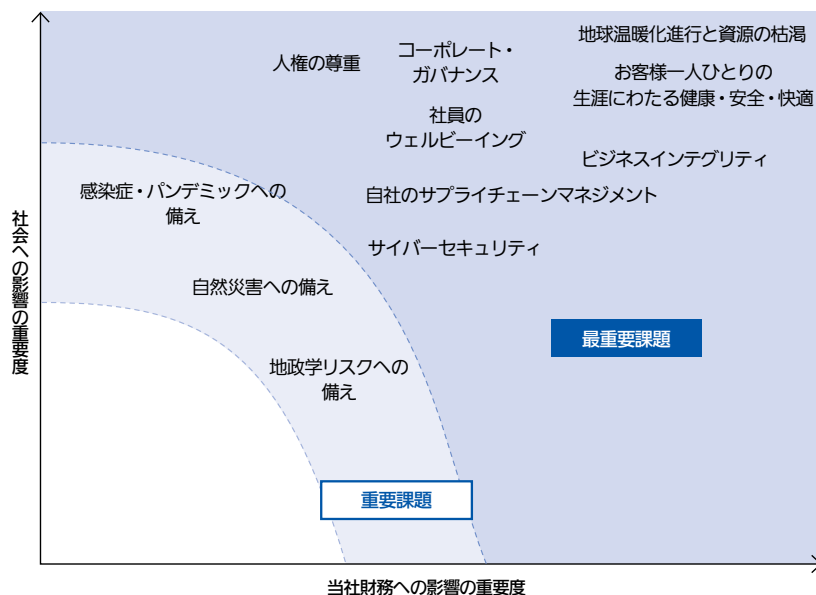 地球温暖化進行と資源の枯渇
人権の尊重
コーポレート・
ガバナンス
お客様一人ひとりの
生涯にわたる健康・安全・快適
社員の
ウェルビーイング
ビジネスインテグリティ
感染症・パンデミックへの
備え
自社のサプライチェーンマネジメント
サイバーセキュリティ
自然災害への備え
最重要課題
地政学リスクへの
備え
重要課題
社会への影響の重要度
当社財務への影響の重要度